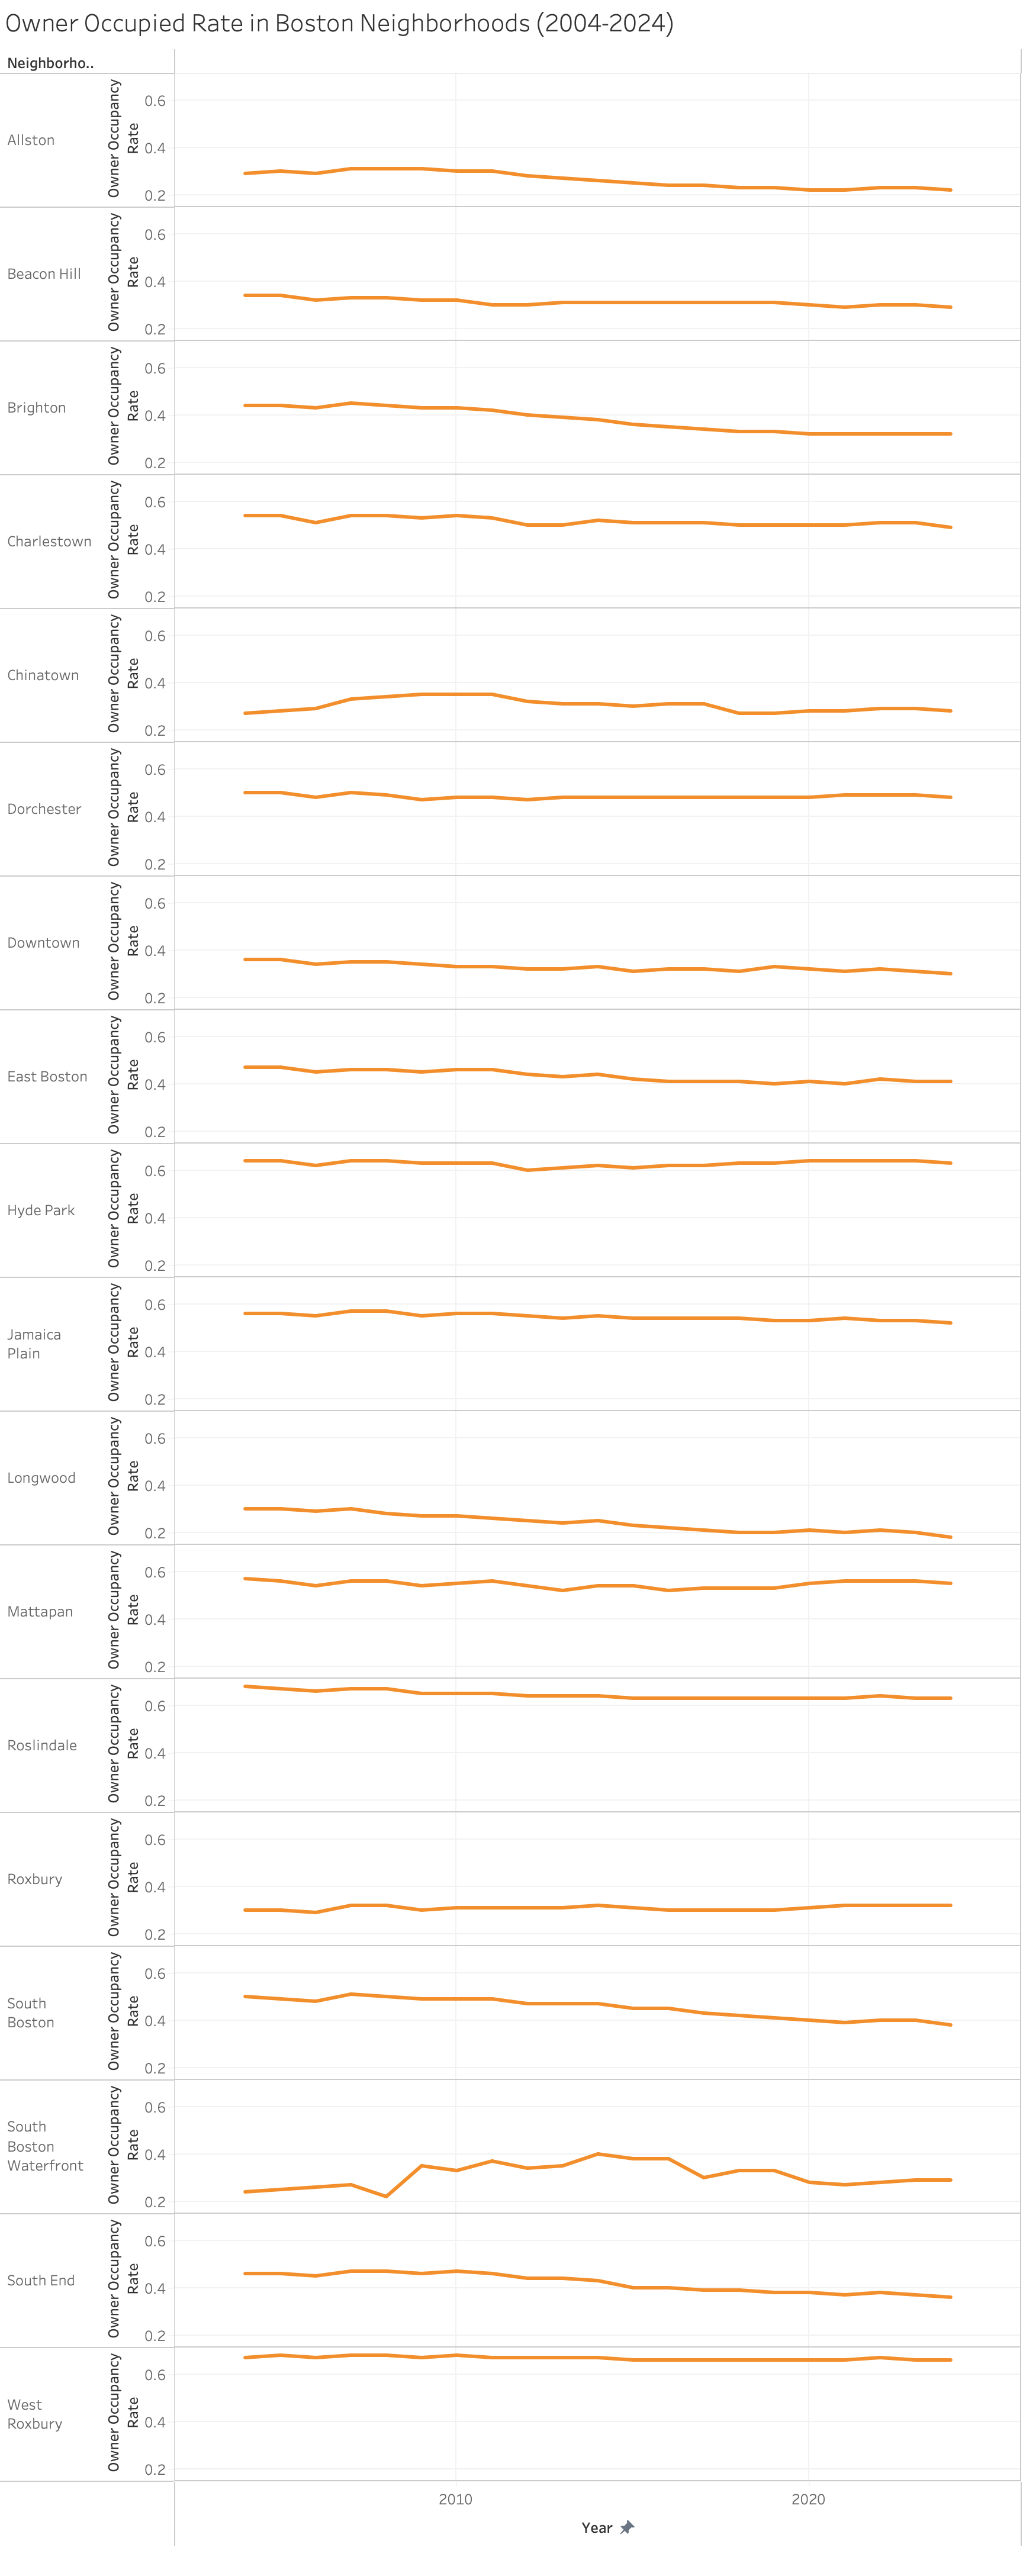 Owner Occupied Rate in Boston Neighborhoods (2004-2024)
Neighborho..
Allston
Owner Occupancy
Rate
0.6
0.4
0.2
Beacon Hill
Owner Occupancy
Rate
0.6
0.4
0.2
Brighton
Owner Occupancy
Rate
0.6
0.4
0.2
Charlestown
Owner Occupancy
Rate
0.6
0.4
0.2
Chinatown
Owner Occupancy
Rate
0.6
0.4
0.2
Dorchester
Owner Occupancy
Rate
0.6
0.4
0.2
Downtown
Owner Occupancy
Rate
0.6
0.4
0.2
East Boston
Owner Occupancy
Rate
0.6
0.4
0.2
Hyde Park
Owner Occupancy
Rate
0.6
0.4
0.2
Jamaica
Plain
Owner Occupancy
Rate
0.6
0.4
0.2
Longwood
Owner Occupancy
Rate
0.6
0.4
0.2
Mattapan
Owner Occupancy
Rate
0.6
0.4
0.2
Roslindale
Owner Occupancy
Rate
0.6
0.4
0.2
Roxbury
Owner Occupancy
Rate
0.6
0.4
0.2
South
Boston
Owner Occupancy
Rate
0.6
0.4
0.2
South
Boston
Waterfront
Owner Occupancy
Rate
0.6
0.4
0.2
South End
Owner Occupancy
Rate
0.6
0.4
0.2
West
Roxbury
Owner Occupancy
Rate
0.6
0.4
0.2
2010
2020
Year